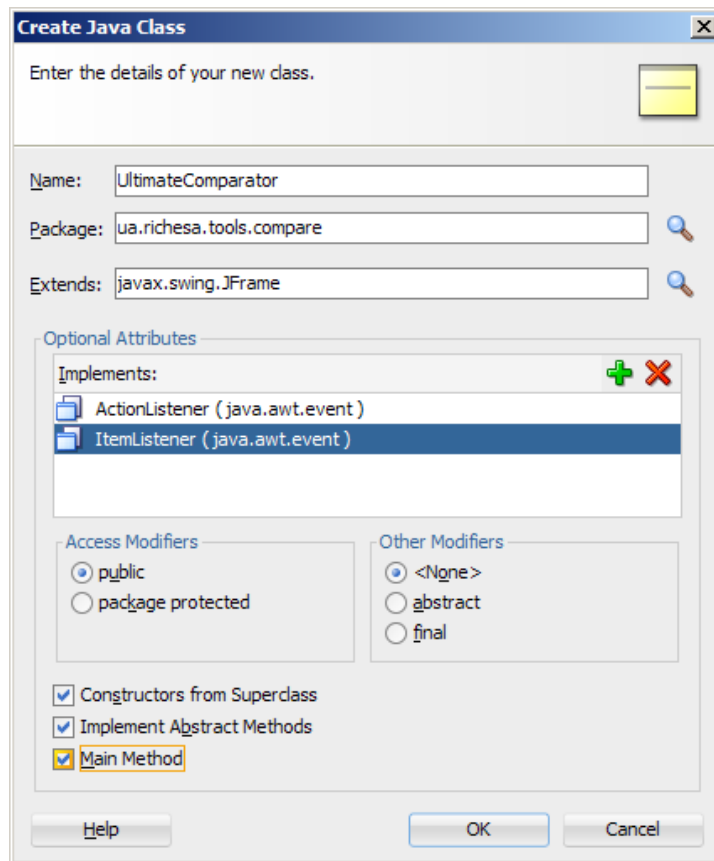 Create Java Class
Enter the details of your new class.
Name: UltimateComparator
Package: ua.richesa.tools.compare
Extends: javax.swing.JFrame
Optional Attributes
Implements:
ActionListener ( java.awt.event )
ItemListener ( java.awt.event )
Access Modifiers
public
package protected
Other Modifiers
<None>
abstract
final
Constructors from Superclass
Implement Abstract Methods
Main Method
Help OK Cancel